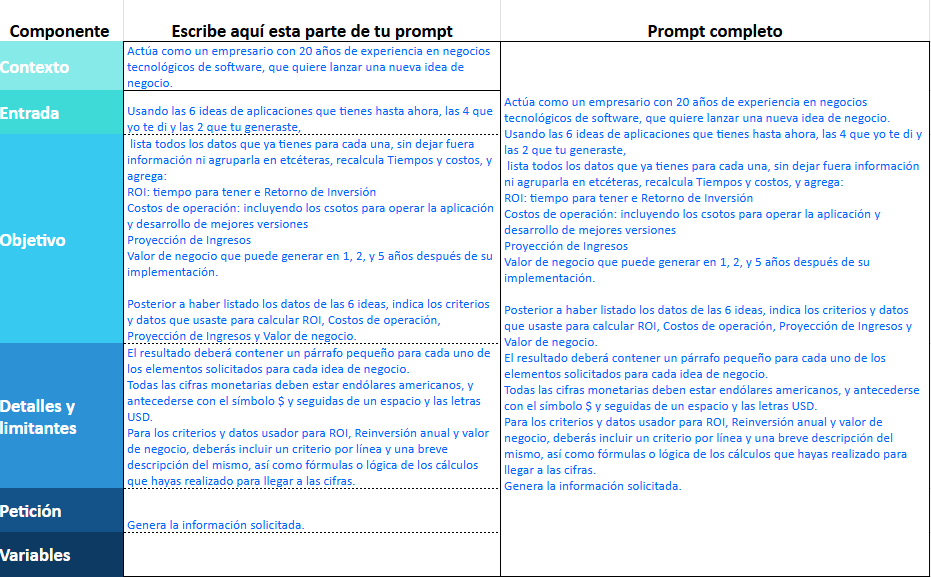 Componente
Escribe aquí esta parte de tu prompt
Prompt completo
Contexto
Actúa como un empresario con 20 años de experiencia en negocios
tecnológicos de software, que quiere lanzar una nueva idea de
negocio.
Entrada
Usando las 6 ideas de aplicaciones que tienes hasta ahora, las 4 que
yo te di y las 2 que tu generaste,
Objetivo
lista todos los datos que ya tienes para cada una, sin dejar fuera
información ni agruparla en etcéteras, recalcula Tiempos y costos, y
agrega:
ROI: tiempo para tener e Retorno de Inversión
Costos de operación: incluyendo los csotos para operar la aplicación
y desarrollo de mejores versiones
Proyección de Ingresos
Valor de negocio que puede generar en 1, 2, y 5 años después de su
implementación.
Posterior a haber listado los datos de las 6 ideas, indica los criterios
y datos que usaste para calcular ROI, Costos de operación,
Proyección de Ingresos y Valor de negocio.
Detalles y
limitantes
El resultado deberá contener un párrafo pequeño para cada uno de
los elementos solicitados para cada idea de negocio.
Todas las cifras monetarias deben estar endólares americanos, y
antecederse con el símbolo $ y seguidas de un espacio y las letras
USD.
Para los criterios y datos usador para ROI, Reinversión anual y valor
de negocio, deberás incluir un criterio por línea y una breve
descripción del mismo, así como fórmulas o lógica de los cálculos
que hayas realizado para llegar a las cifras.
Petición
Genera la información solicitada.
Variables
Actúa como un empresario con 20 años de experiencia en negocios
tecnológicos de software, que quiere lanzar una nueva idea de negocio.
Usando las 6 ideas de aplicaciones que tienes hasta ahora, las 4 que yo te di y
las 2 que tu generaste,
lista todos los datos que ya tienes para cada una, sin dejar fuera información
ni agruparla en etcéteras, recalcula Tiempos y costos, y agrega:
ROI: tiempo para tener e Retorno de Inversión
Costos de operación: incluyendo los csotos para operar la aplicación y
desarrollo de mejores versiones
Proyección de Ingresos
Valor de negocio que puede generar en 1, 2, y 5 años después de su
implementación.
Posterior a haber listado los datos de las 6 ideas, indica los criterios y datos
que usaste para calcular ROI, Costos de operación, Proyección de Ingresos y
Valor de negocio.
El resultado deberá contener un párrafo pequeño para cada uno de los
elementos solicitados para cada idea de negocio.
Todas las cifras monetarias deben estar endólares americanos, y antecederse
con el símbolo $ y seguidas de un espacio y las letras USD.
Para los criterios y datos usador para ROI, Reinversión anual y valor de
negocio, deberás incluir un criterio por línea y una breve descripción del
mismo, así como fórmulas o lógica de los cálculos que hayas realizado para
llegar a las cifras.
Genera la información solicitada.